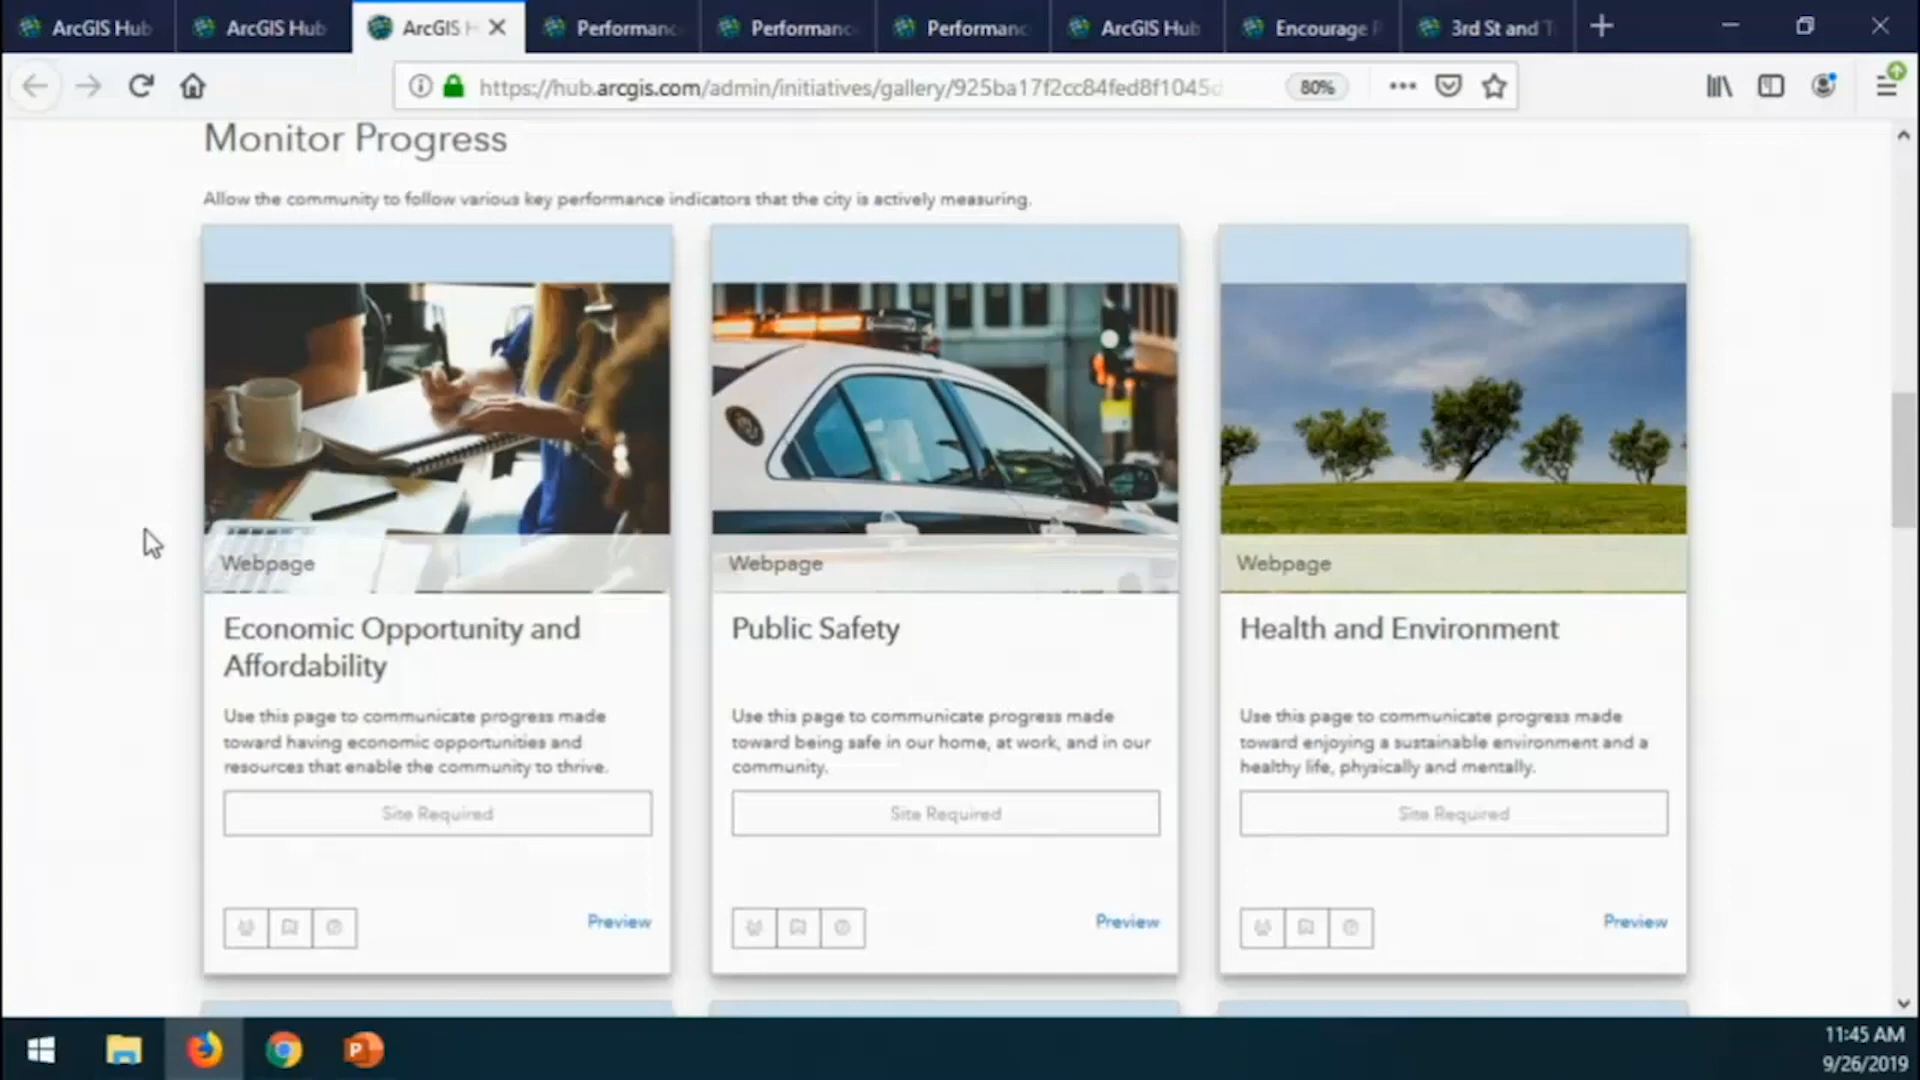 ArcGIS Hub
ArcGIS Hub
ArcGIS H
Performanc
Performanc
Performanc
ArcGIS Hub
Encourage P
3rd St and T
https://hub.arcgis.com/admin/initiatives/gallery/925ba17f2cc84fed8f1045d
80%
Monitor Progress
Allow the community to follow various key performance indicators that the city is actively measuring.
Webpage
Economic Opportunity and
Affordability
Use this page to communicate progress made
toward having economic opportunities and
resources that enable the community to thrive.
Site Required
Preview
Webpage
Public Safety
Use this page to communicate progress made
toward being safe in our home, at work, and in our
community.
Site Required
Preview
Webpage
Health and Environment
Use this page to communicate progress made
toward enjoying a sustainable environment and a
healthy life, physically and mentally.
Site Required
Preview
11:45 AM
9/26/2019